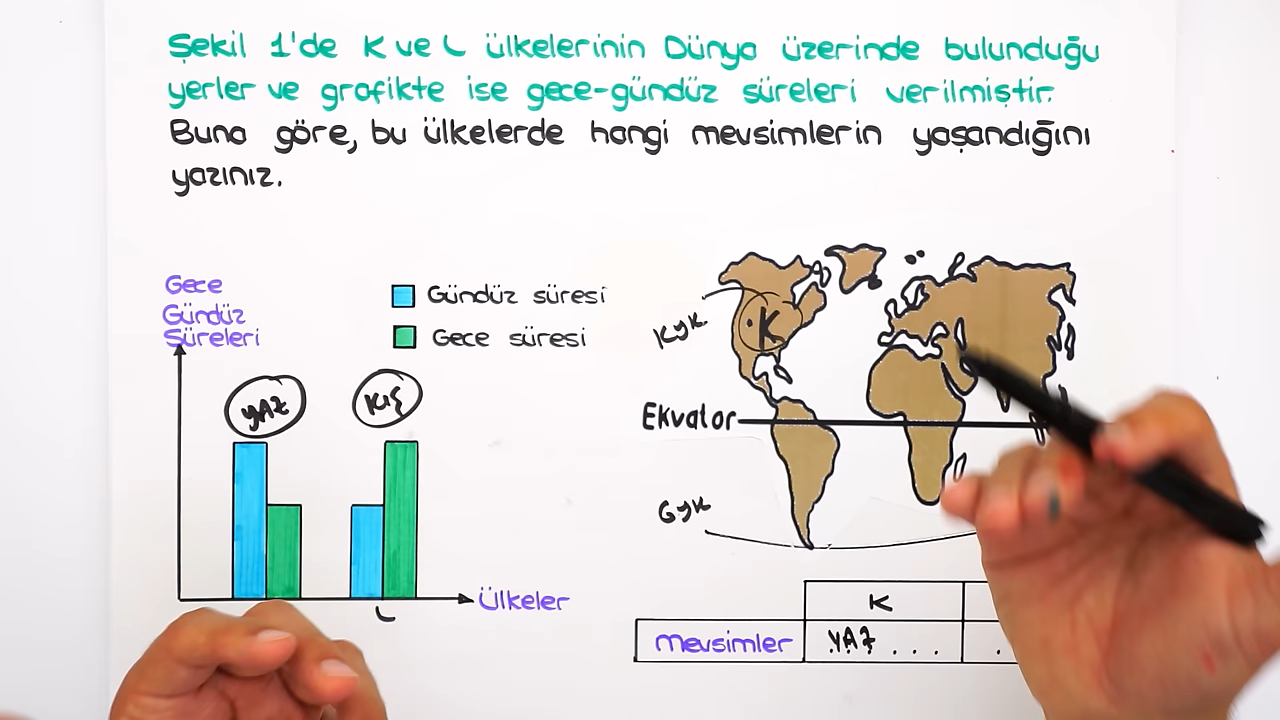 Şekil 1'de K ve L ülkelerinin Dünya üzerinde bulunduğu
yerler ve grafikte ise gece-gündüz süreleri verilmiştir.
Buna göre, bu ülkelerde hangi mevsimlerin yaşandığını
yazınız.
Gece
Gündüz
Süreleri
Gündüz süresi
Gece süresi
YAZ
KIŞ
L
Ülkeler
KYK
K
Ekvator
GYK
K
Mevsimler
YAZ . . .